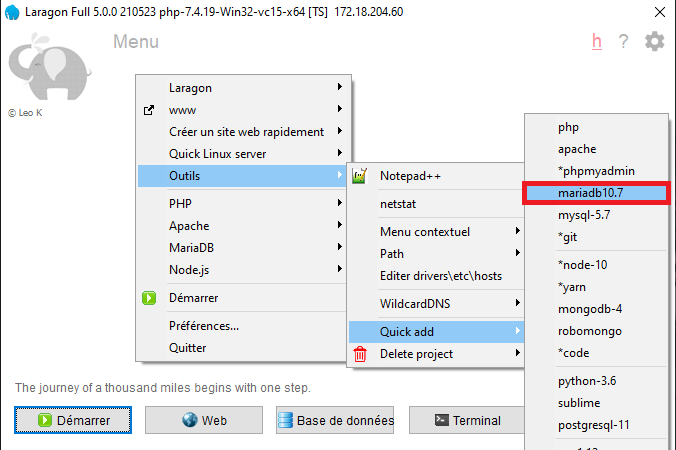 Laragon Full 5.0.0 210523 php-7.4.19-Win32-vc15-x64 [TS] 172.18.204.60
Menu
h ?
© Leo K
Laragon
www
Créer un site web rapidement
Quick Linux server
Outils
PHP
Apache
MariaDB
Node.js
Démarrer
Préférences...
Quitter
Notepad++
netstat
Menu contextuel
Path
Editer drivers\etc\hosts
WildcardDNS
Quick add
Delete project
php
apache
*phpmyadmin
mariadb10.7
mysql-5.7
*git
*node-10
*yarn
mongodb-4
robomongo
*code
python-3.6
sublime
postgresql-11
The journey of a thousand miles begins with one step.
Démarrer
Web
Base de données
Terminal